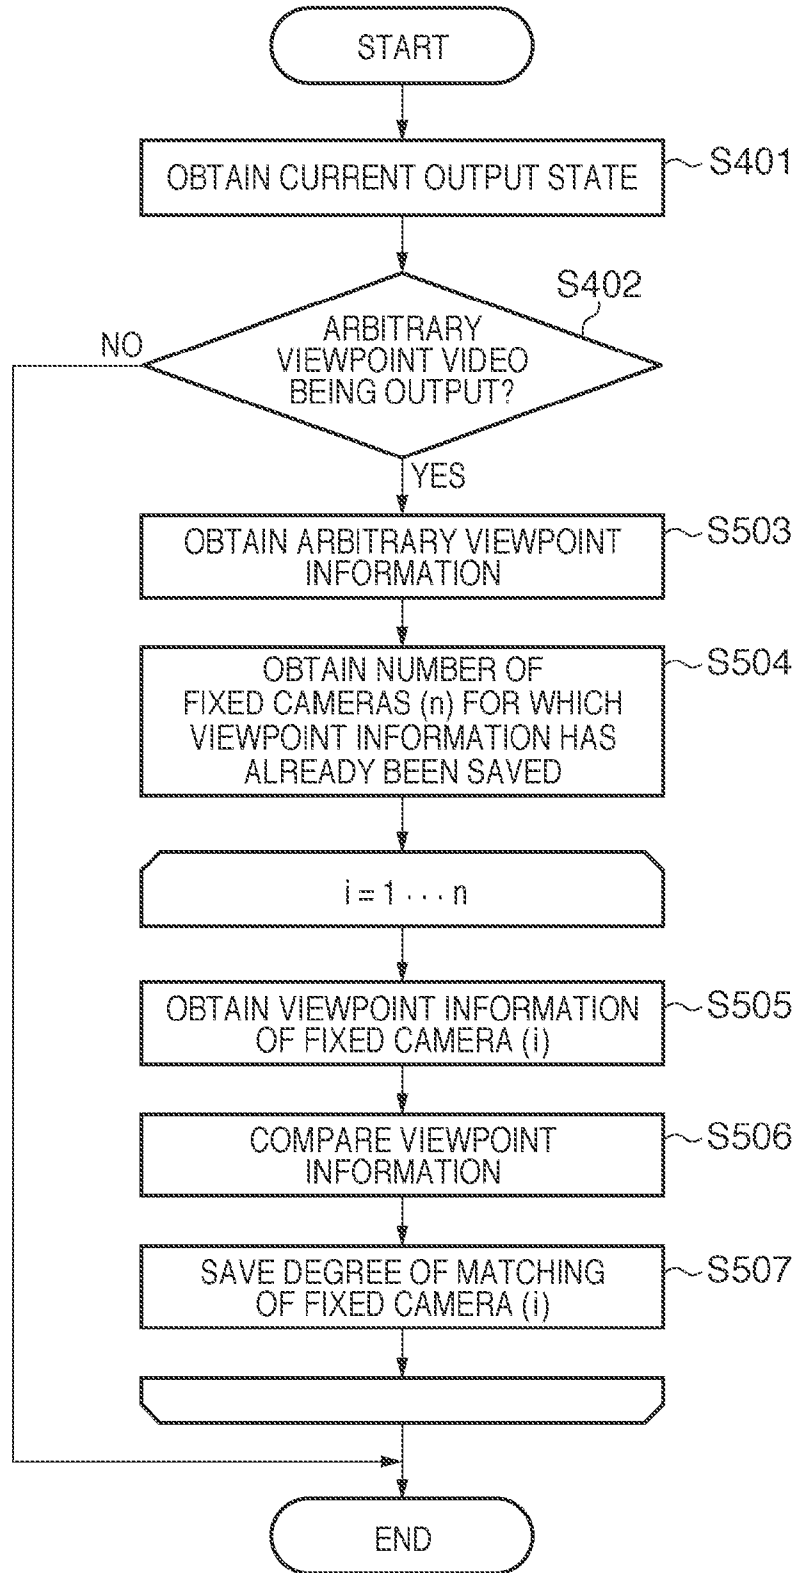 START
OBTAIN CURRENT OUTPUT STATE
S401
S402
ARBITRARY
VIEWPOINT VIDEO
BEING OUTPUT?
NO
YES
OBTAIN ARBITRARY VIEWPOINT
INFORMATION
S503
OBTAIN NUMBER OF
FIXED CAMERAS (n) FOR WHICH
VIEWPOINT INFORMATION HAS
ALREADY BEEN SAVED
S504
i = 1 · · · n
OBTAIN VIEWPOINT INFORMATION
OF FIXED CAMERA (i)
S505
COMPARE VIEWPOINT
INFORMATION
S506
SAVE DEGREE OF MATCHING
OF FIXED CAMERA (i)
S507
END